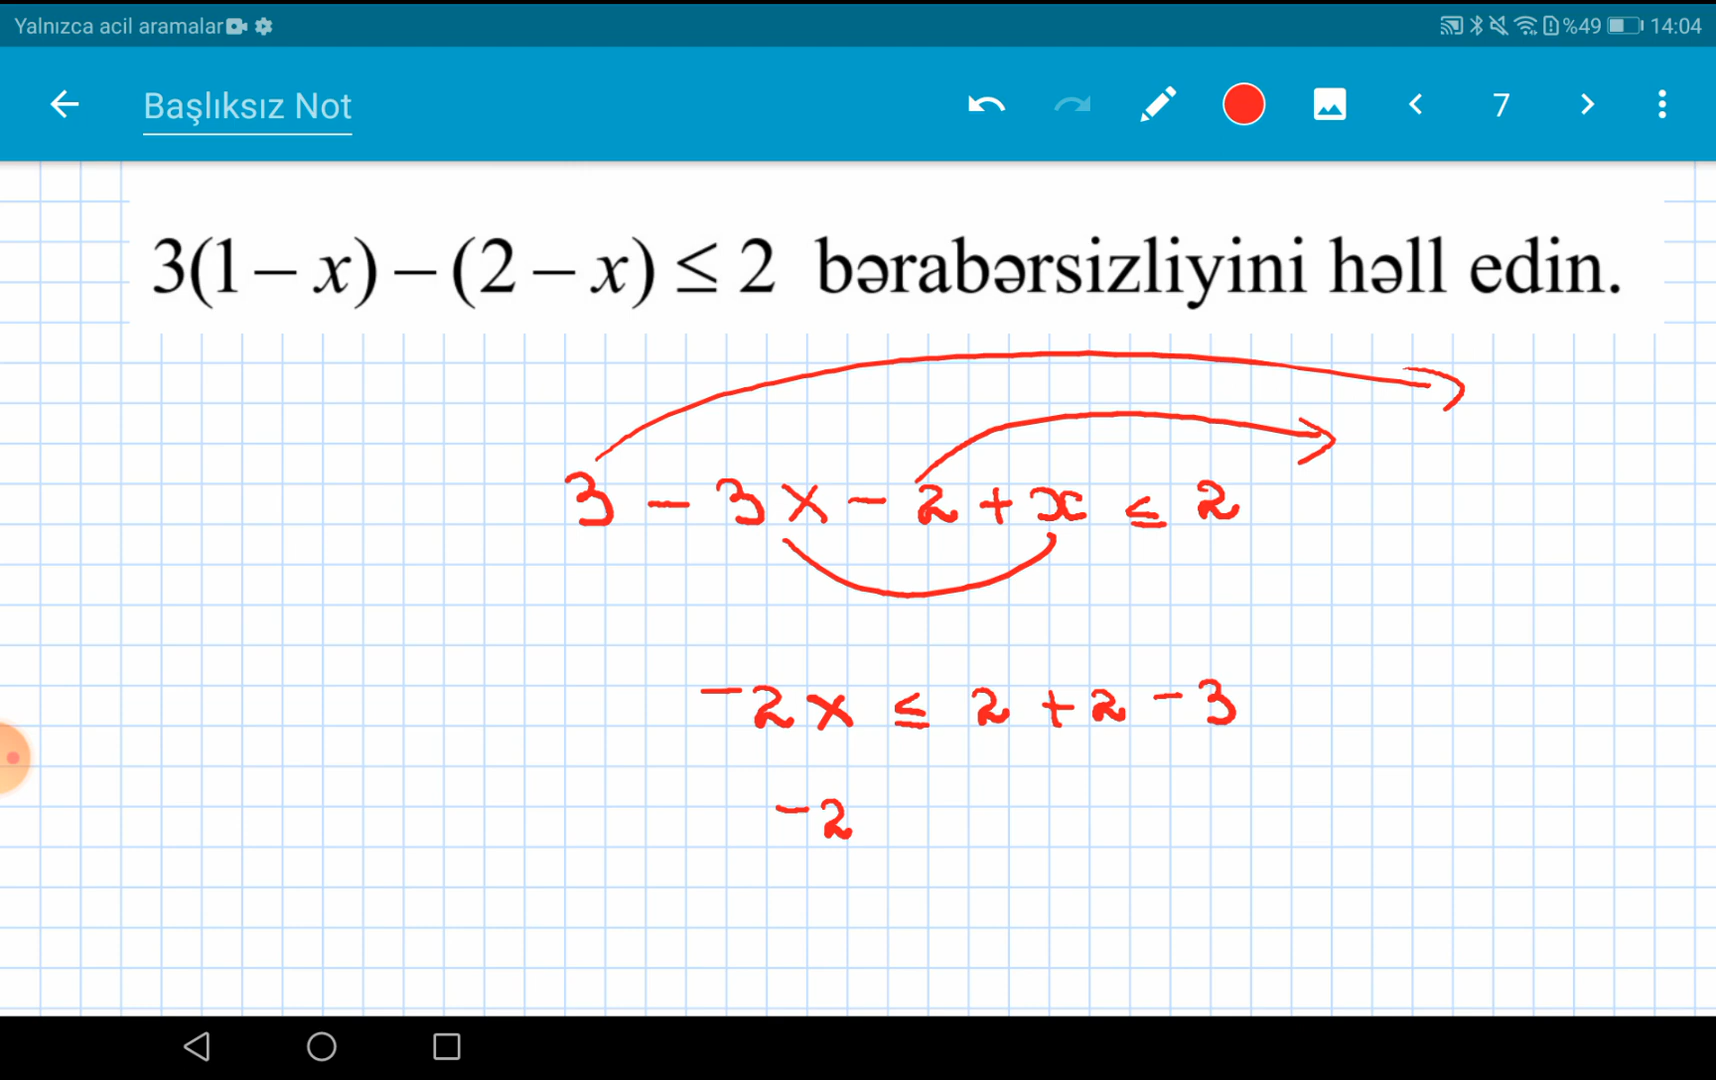 Yalnızca acil aramalar %49 14:04
Başlıksız Not 7
3(1 − x) − (2 − x) ≤ 2 bərabərsizliyini həll edin.
3 − 3x − 2 + x ≤ 2
−2x ≤ 2 + 2 − 3
−2